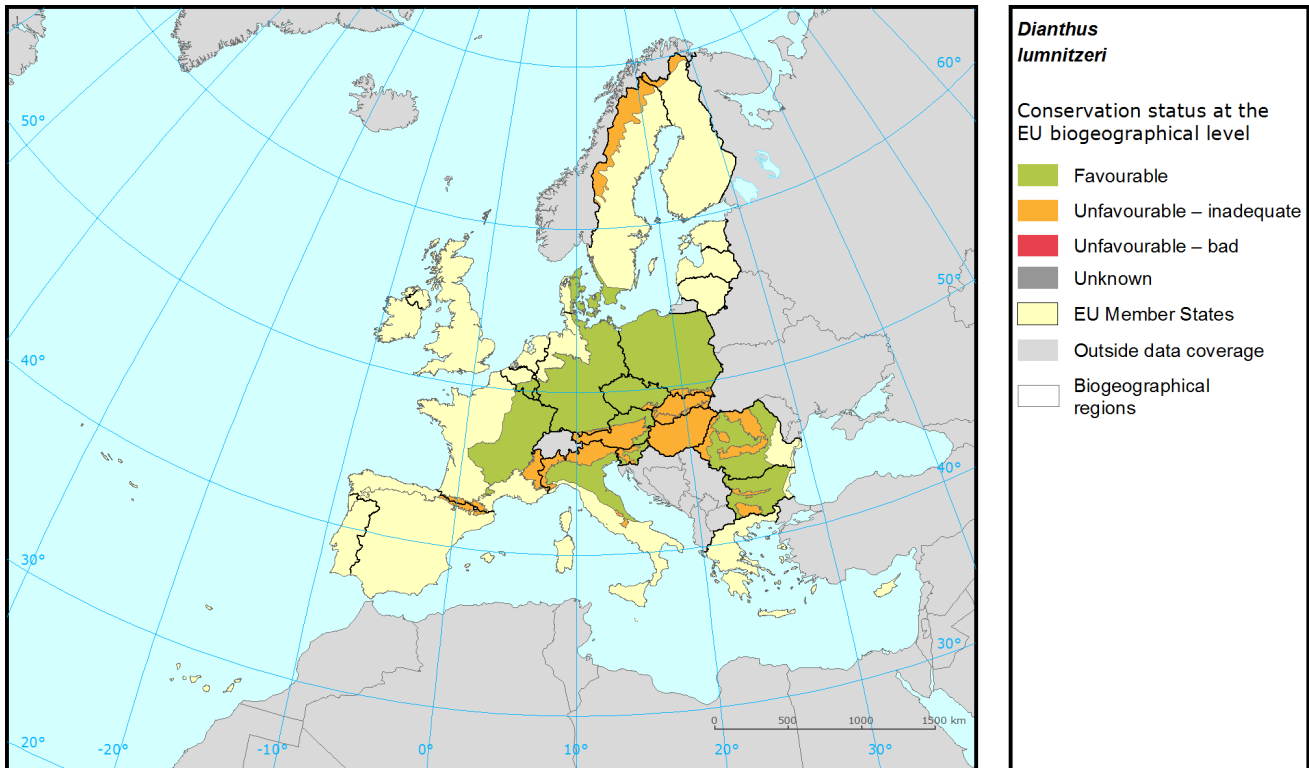 Dianthus
lumnitzeri
Conservation status at the
EU biogeographical level
Favourable
Unfavourable – inadequate
Unfavourable – bad
Unknown
EU Member States
Outside data coverage
Biogeographical
regions
60°
50°
50°
40°
40°
30°
30°
20°
-20°
-10°
0°
10°
20°
30°
0
500
1000
1500 km